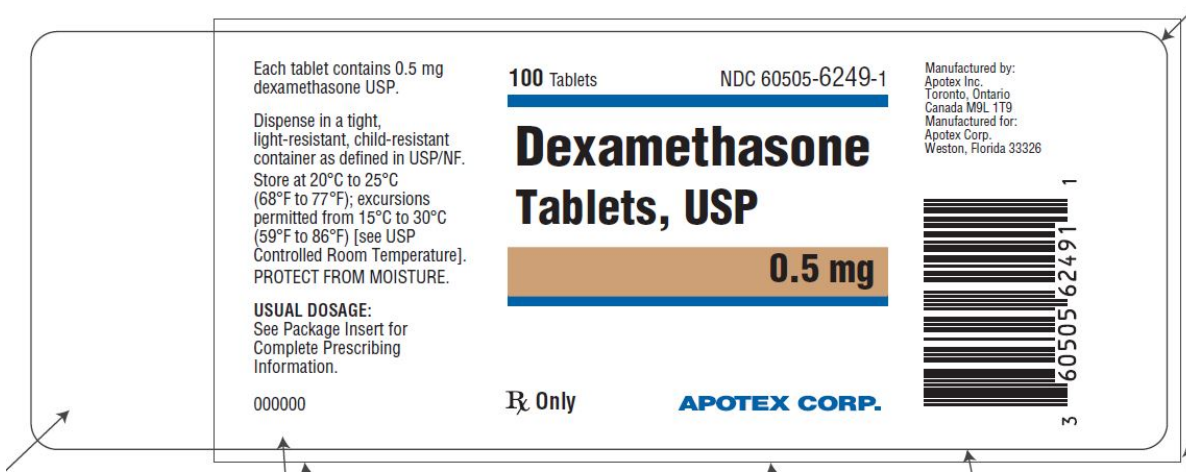 Each tablet contains 0.5 mg
dexamethasone USP.
Dispense in a tight,
light-resistant, child-resistant
container as defined in USP/NF.
Store at 20°C to 25°C
(68°F to 77°F); excursions
permitted from 15°C to 30°C
(59°F to 86°F) [see USP
Controlled Room Temperature].
PROTECT FROM MOISTURE.
USUAL DOSAGE:
See Package Insert for
Complete Prescribing
Information.
000000
100 Tablets NDC 60505-6249-1
Dexamethasone
Tablets, USP
0.5 mg
℞ Only APOTEX CORP.
Manufactured by:
Apotex Inc.
Toronto, Ontario
Canada M9L 1T9
Manufactured for:
Apotex Corp.
Weston, Florida 33326
3 60505 62491 1